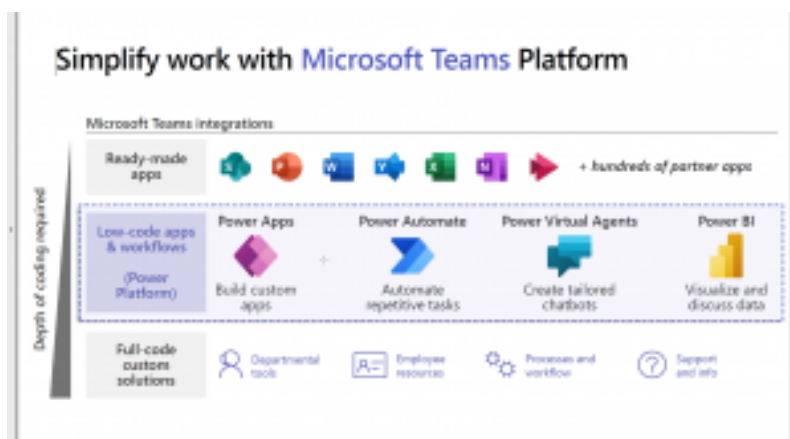 Simplify work with Microsoft Teams Platform
Microsoft Teams integrations
Depth of coding required
Ready-made
apps
S P W Y X N
+ hundreds of partner apps
Low-code apps
& workflows
(Power
Platform)
Power Apps
Build custom
apps
Power Automate
Automate
repetitive tasks
Power Virtual Agents
Create tailored
chatbots
Power BI
Visualize and
discuss data
Full-code
custom
solutions
Departmental
tools
Employee
resources
Processes and
workflow
Support
and info